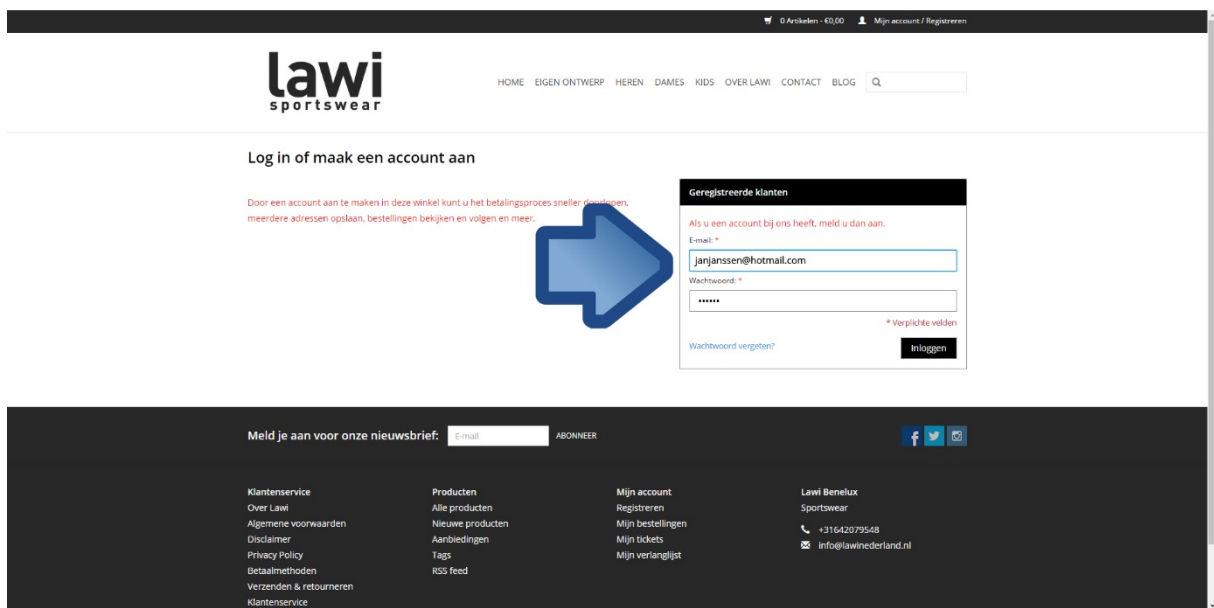 0 Artikelen - €0,00 Mijn account / Registreren
lawi
sportswear
HOME EIGEN ONTWERP HEREN DAMES KIDS OVER LAWI CONTACT BLOG
Log in of maak een account aan
Door een account aan te maken in deze winkel kunt u het betalingsproces sneller doorlopen,
meerdere adressen opslaan, bestellingen bekijken en volgen en meer.
Geregistreerde klanten
Als u een account bij ons heeft, meld u dan aan.
E-mail: *
janjanssen@hotmail.com
Wachtwoord: *
••••••
* Verplichte velden
Wachtwoord vergeten? Inloggen
Meld je aan voor onze nieuwsbrief: E-mail ABONNEER
Klantenservice
Over Lawi
Algemene voorwaarden
Disclaimer
Privacy Policy
Betaalmethoden
Verzenden & retourneren
Klantenservice
Producten
Alle producten
Nieuwe producten
Aanbiedingen
Tags
RSS feed
Mijn account
Registreren
Mijn bestellingen
Mijn tickets
Mijn verlanglijst
Lawi Benelux
Sportswear
+31642079548
info@lawinederland.nl